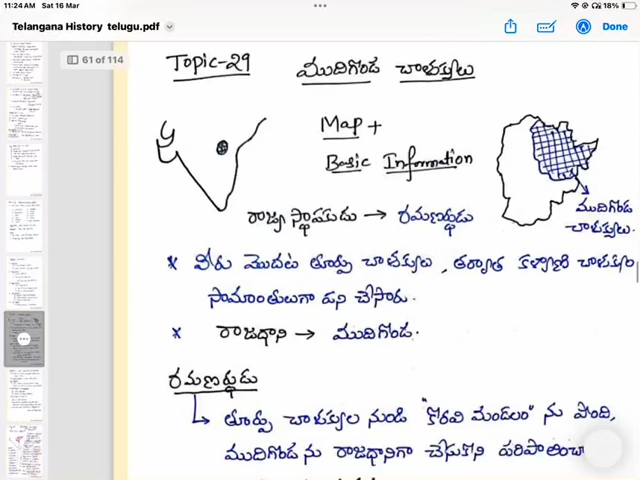 11:24 AM Sat 16 Mar
18%
Telangana History telugu.pdf
Done
61 of 114
Topic-29 ముదిగొండ చాళుక్యులు
Map +
Basic Information
ముదిగొండ
చాళుక్యులు.
రాజ్య స్థాపకుడు → రణమర్ధుడు
* వీరు మొదట తూర్పు చాళుక్యులు, తర్వాత కళ్యాణి చాళుక్యుల
సామంతులుగా పని చేసారు.
* రాజధాని → ముదిగొండ.
రణమర్ధుడు
తూర్పు చాళుక్యుల నుండి "కొరవి మండలం" ను పొంది,
ముదిగొండను రాజధానిగా చేసుకొని పరిపాలించా